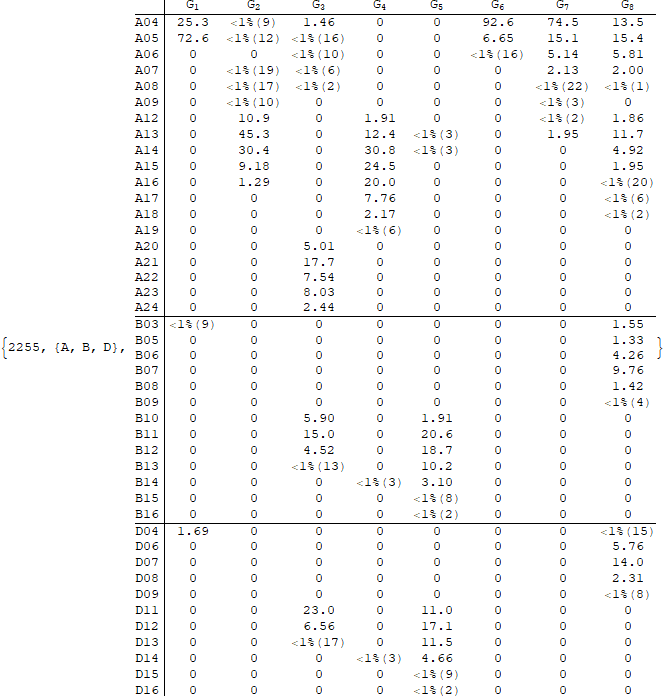 G1 G2 G3 G4 G5 G6 G7 G8
A04 25.3 <1%(9) 1.46 0 0 92.6 74.5 13.5
A05 72.6 <1%(12) <1%(16) 0 0 6.65 15.1 15.4
A06 0 0 <1%(10) 0 0 <1%(16) 5.14 5.81
A07 0 <1%(19) <1%(6) 0 0 0 2.13 2.00
A08 0 <1%(17) <1%(2) 0 0 0 <1%(22) <1%(1)
A09 0 <1%(10) 0 0 0 0 <1%(3) 0
A12 0 10.9 0 1.91 0 0 <1%(2) 1.86
A13 0 45.3 0 12.4 <1%(3) 0 1.95 11.7
A14 0 30.4 0 30.8 <1%(3) 0 0 4.92
A15 0 9.18 0 24.5 0 0 0 1.95
A16 0 1.29 0 20.0 0 0 0 <1%(20)
A17 0 0 0 7.76 0 0 0 <1%(6)
A18 0 0 0 2.17 0 0 0 <1%(2)
A19 0 0 0 <1%(6) 0 0 0 0
A20 0 0 5.01 0 0 0 0 0
A21 0 0 17.7 0 0 0 0 0
A22 0 0 7.54 0 0 0 0 0
A23 0 0 8.03 0 0 0 0 0
A24 0 0 2.44 0 0 0 0 0
B03 <1%(9) 0 0 0 0 0 0 1.55
{2255, {A, B, D}, B05 0 0 0 0 0 0 0 1.33 }
B06 0 0 0 0 0 0 0 4.26
B07 0 0 0 0 0 0 0 9.76
B08 0 0 0 0 0 0 0 1.42
B09 0 0 0 0 0 0 0 <1%(4)
B10 0 0 5.90 0 1.91 0 0 0
B11 0 0 15.0 0 20.6 0 0 0
B12 0 0 4.52 0 18.7 0 0 0
B13 0 0 <1%(13) 0 10.2 0 0 0
B14 0 0 0 <1%(3) 3.10 0 0 0
B15 0 0 0 0 <1%(8) 0 0 0
B16 0 0 0 0 <1%(2) 0 0 0
D04 1.69 0 0 0 0 0 0 <1%(15)
D06 0 0 0 0 0 0 0 5.76
D07 0 0 0 0 0 0 0 14.0
D08 0 0 0 0 0 0 0 2.31
D09 0 0 0 0 0 0 0 <1%(8)
D11 0 0 23.0 0 11.0 0 0 0
D12 0 0 6.56 0 17.1 0 0 0
D13 0 0 <1%(17) 0 11.5 0 0 0
D14 0 0 0 <1%(3) 4.66 0 0 0
D15 0 0 0 0 <1%(9) 0 0 0
D16 0 0 0 0 <1%(2) 0 0 0